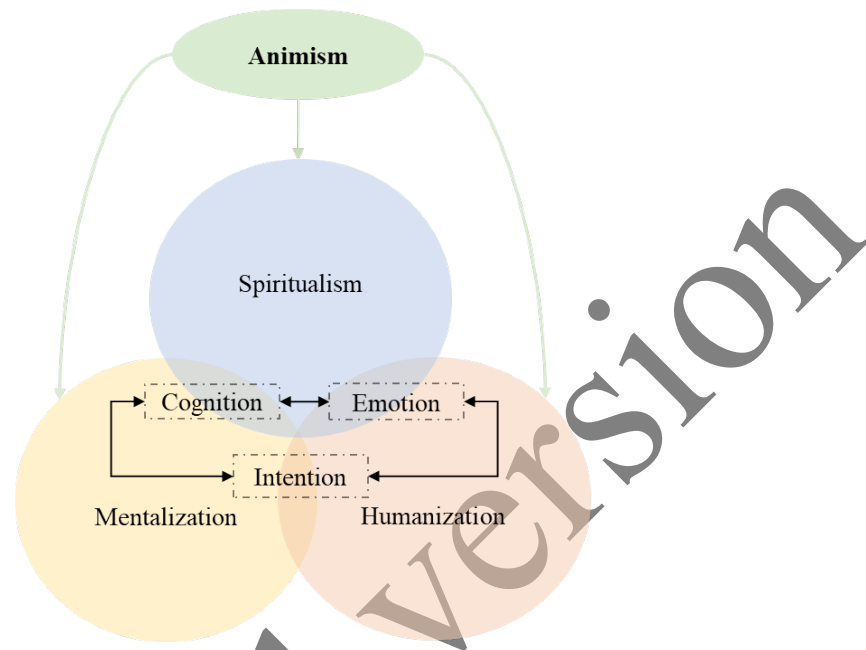 Animism
Spiritualism
Cognition
Emotion
Intention
Mentalization
Humanization
version